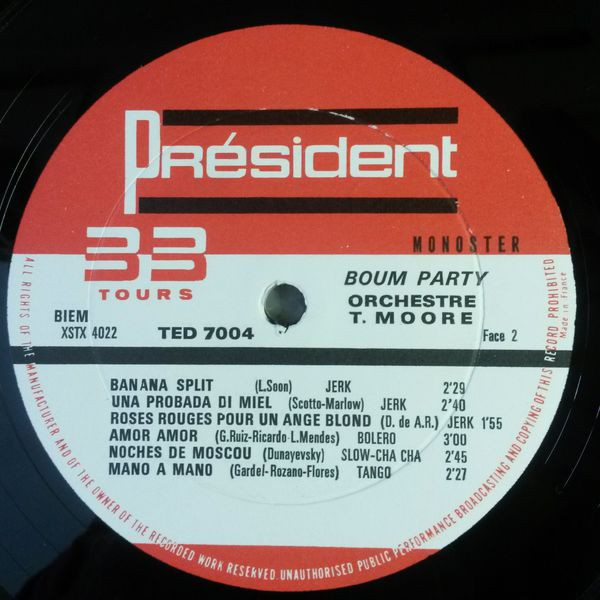 Président
33
TOURS
MONOSTER
BOUM PARTY
ORCHESTRE
T. MOORE
BIEM
XSTX 4022
TED 7004
Face 2
BANANA SPLIT (L.Soon) JERK 2'29
UNA PROBADA DI MIEL (Scotto-Marlow) JERK 2'40
ROSES ROUGES POUR UN ANGE BLOND (D. de A.R.) JERK 1'55
AMOR AMOR (G.Ruiz-Ricardo-L.Mendes) BOLERO 3'00
NOCHES DE MOSCOU (Dunayevsky) SLOW-CHA CHA 2'45
MANO A MANO (Gardel-Rozano-Flores) TANGO 2'27
ALL RIGHTS OF THE MANUFACTURER AND OF THE OWNER OF THE RECORDED WORK RESERVED. UNAUTHORISED PUBLIC PERFORMANCE BROADCASTING AND COPYING OF THIS RECORD PROHIBITED
Made in France